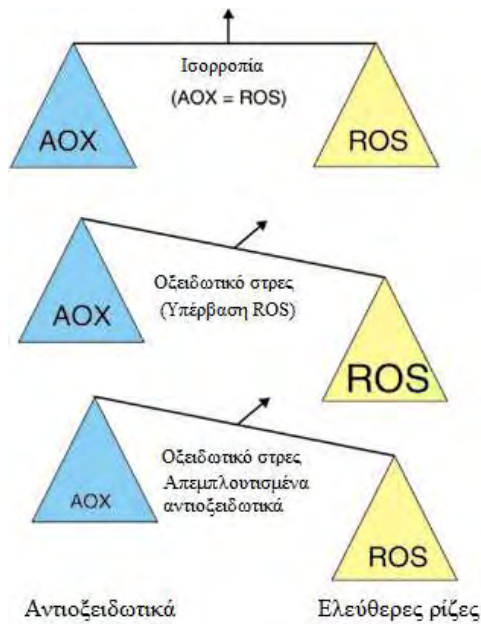 Ισορροπία
(AOX = ROS)
AOX
ROS
Οξειδωτικό στρες
(Υπέρβαση ROS)
AOX
ROS
Οξειδωτικό στρες
Απεμπλουτισμένα
αντιοξειδωτικά
AOX
ROS
Αντιοξειδωτικά
Ελεύθερες ρίζες